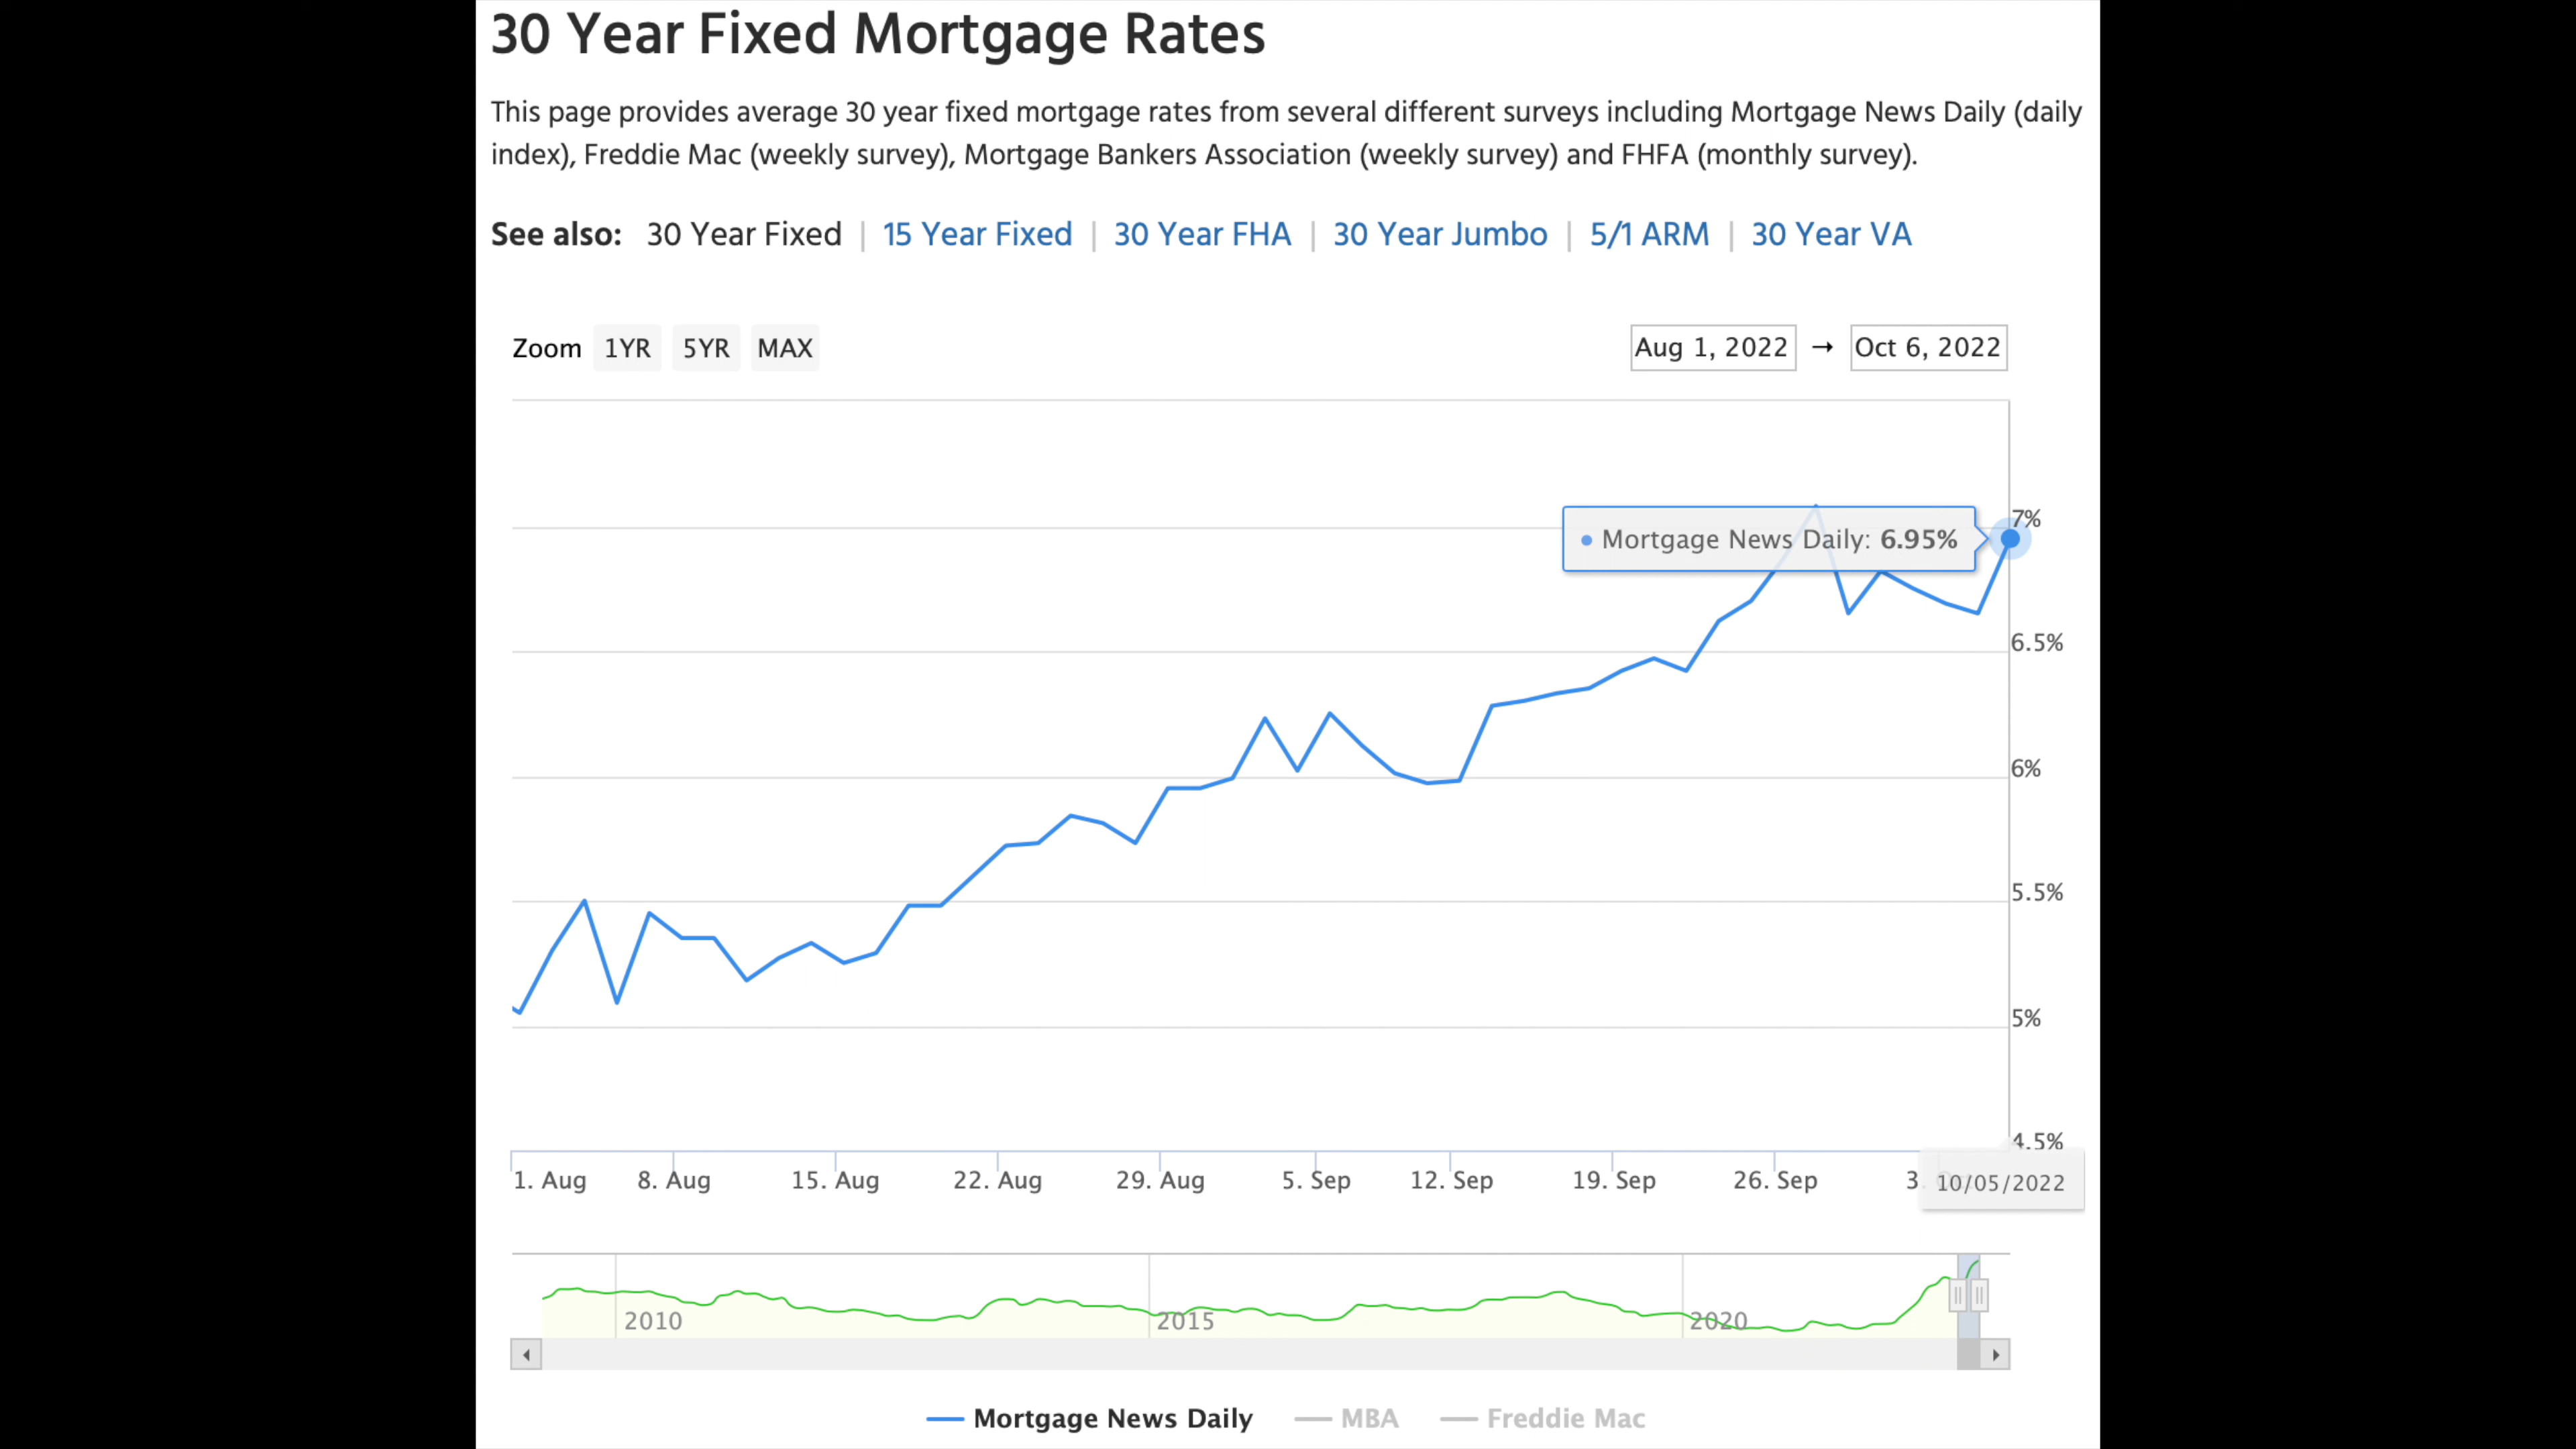 30 Year Fixed Mortgage Rates
This page provides average 30 year fixed mortgage rates from several different surveys including Mortgage News Daily (daily
index), Freddie Mac (weekly survey), Mortgage Bankers Association (weekly survey) and FHFA (monthly survey).
See also: 30 Year Fixed | 15 Year Fixed | 30 Year FHA | 30 Year Jumbo | 5/1 ARM | 30 Year VA
Zoom 1YR 5YR MAX Aug 1, 2022 → Oct 6, 2022
7%
Mortgage News Daily: 6.95%
6.5%
6%
5.5%
5%
4.5%
1. Aug 8. Aug 15. Aug 22. Aug 29. Aug 5. Sep 12. Sep 19. Sep 26. Sep 3. 10/05/2022
2010 2015 2020
Mortgage News Daily MBA Freddie Mac